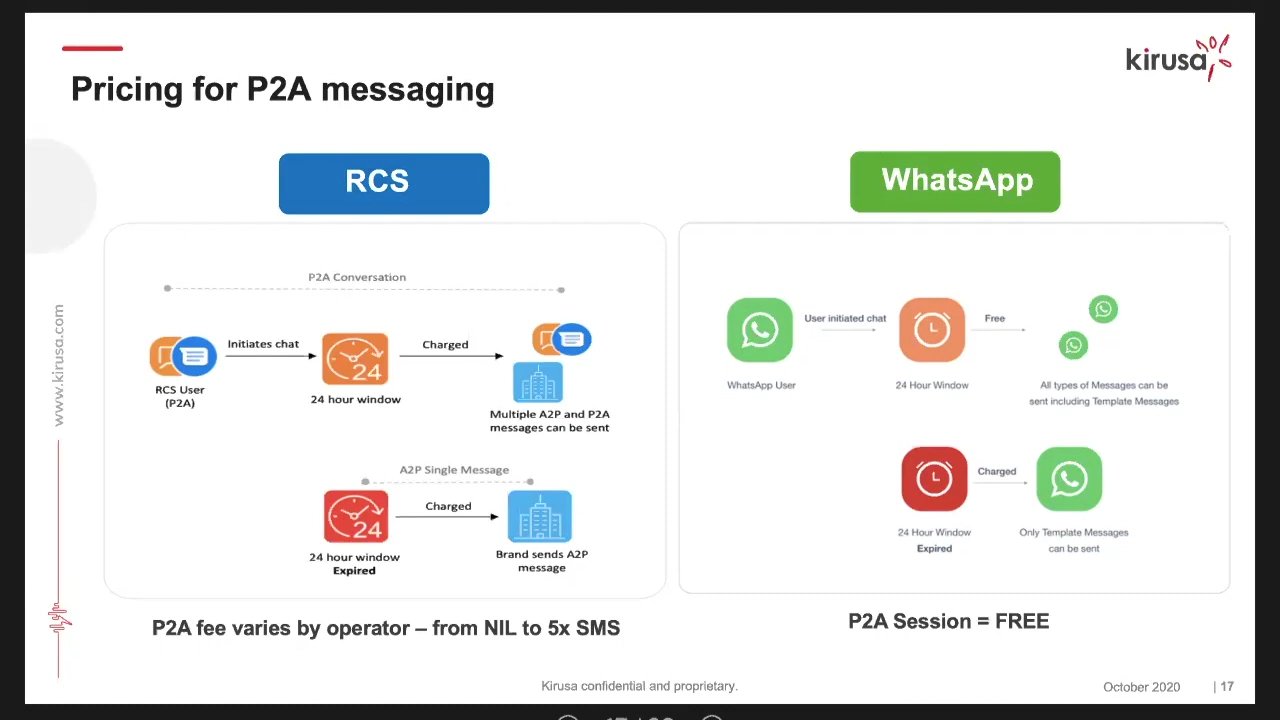 kirusa
Pricing for P2A messaging
RCS
WhatsApp
www.kirusa.com
P2A Conversation
Initiates chat
Charged
24
RCS User
(P2A)
24 hour window
Multiple A2P and P2A
messages can be sent
A2P Single Message
24
Charged
24 hour window
Expired
Brand sends A2P
message
P2A fee varies by operator – from NIL to 5x SMS
User initiated chat
Free
WhatsApp User
24 Hour Window
All types of Messages can be
sent including Template Messages
Charged
24 Hour Window
Expired
Only Template Messages
can be sent
P2A Session = FREE
Kirusa confidential and proprietary.
October 2020
| 17